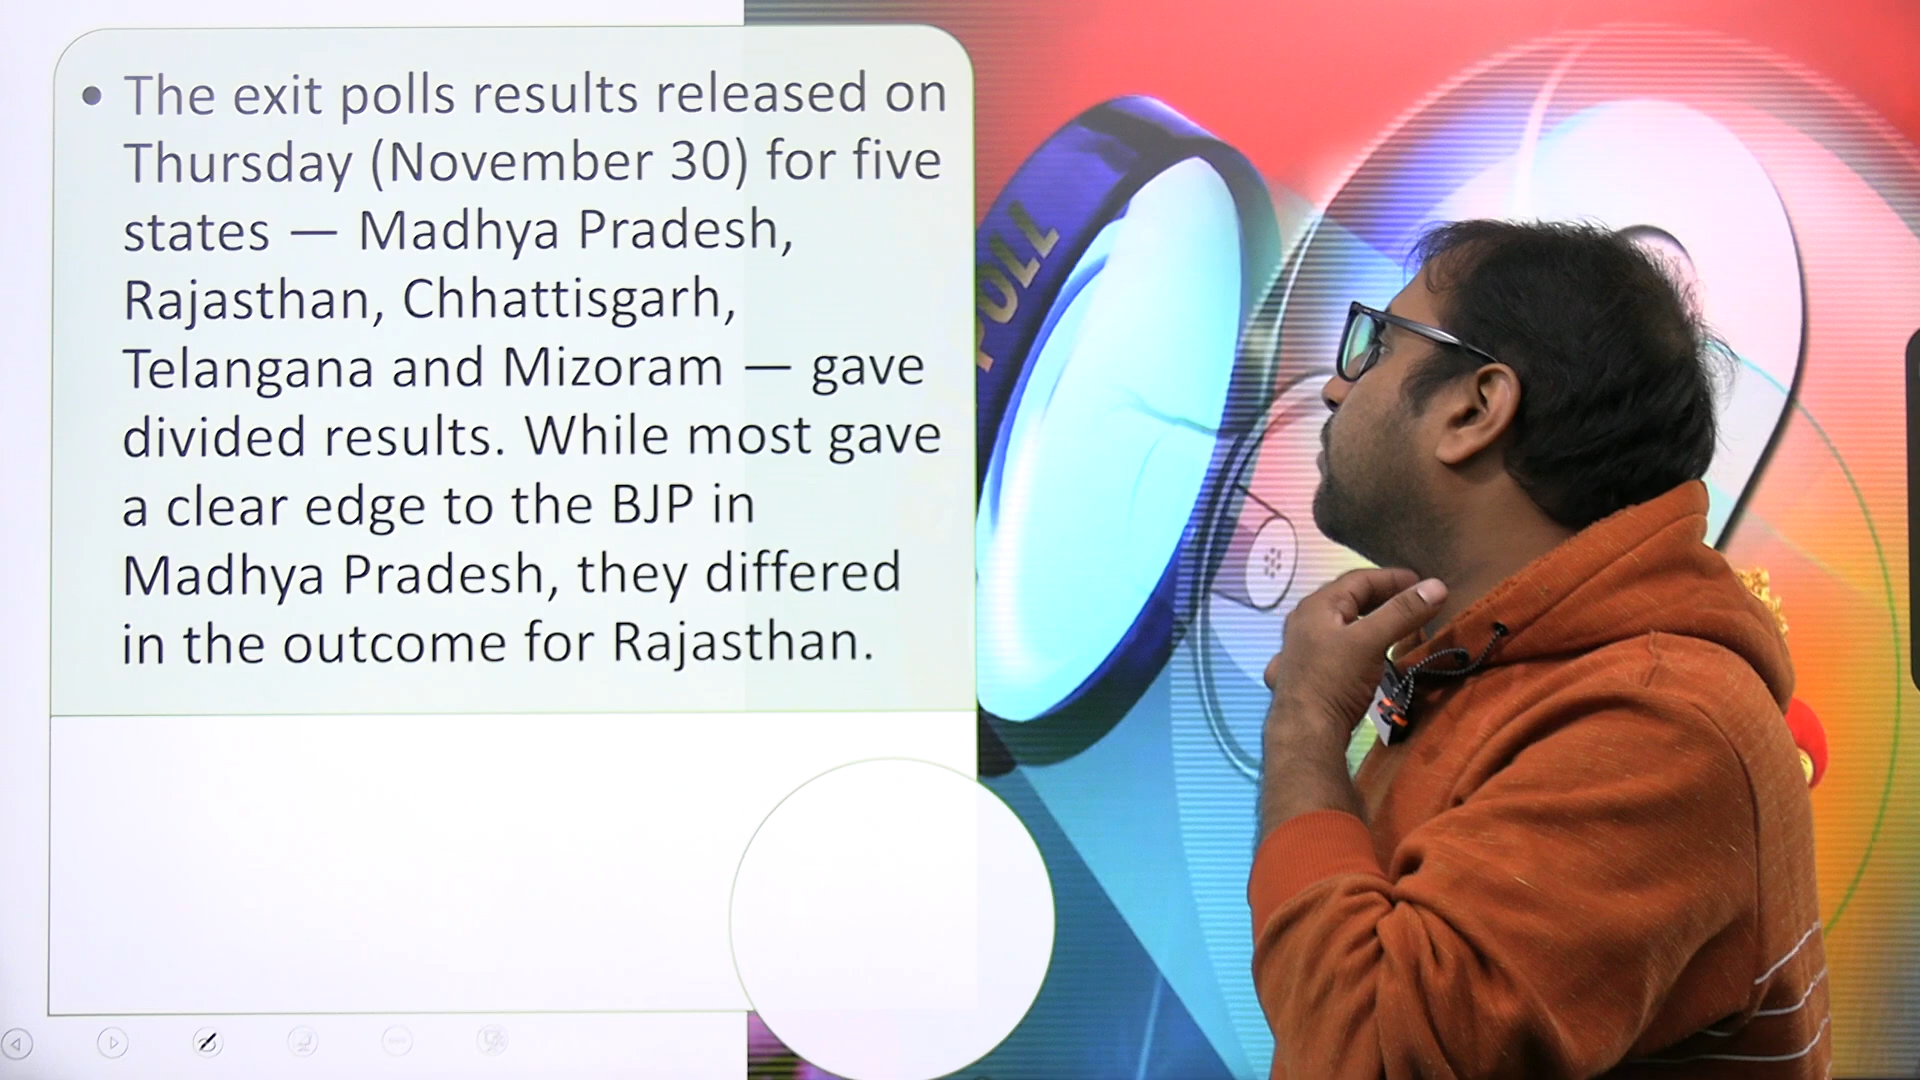 • The exit polls results released on
Thursday (November 30) for five
states — Madhya Pradesh,
Rajasthan, Chhattisgarh,
Telangana and Mizoram — gave
divided results. While most gave
a clear edge to the BJP in
Madhya Pradesh, they differed
in the outcome for Rajasthan.
POLL